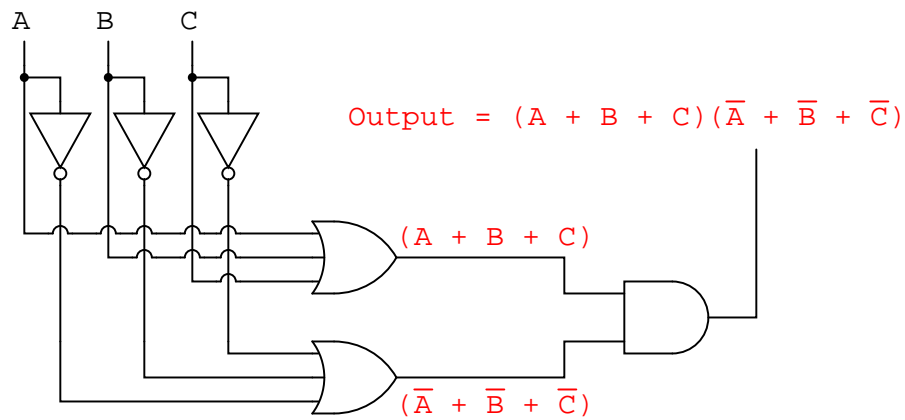 A B C
Output = (A + B + C)(A̅ + B̅ + C̅)
(A + B + C)
(A̅ + B̅ + C̅)